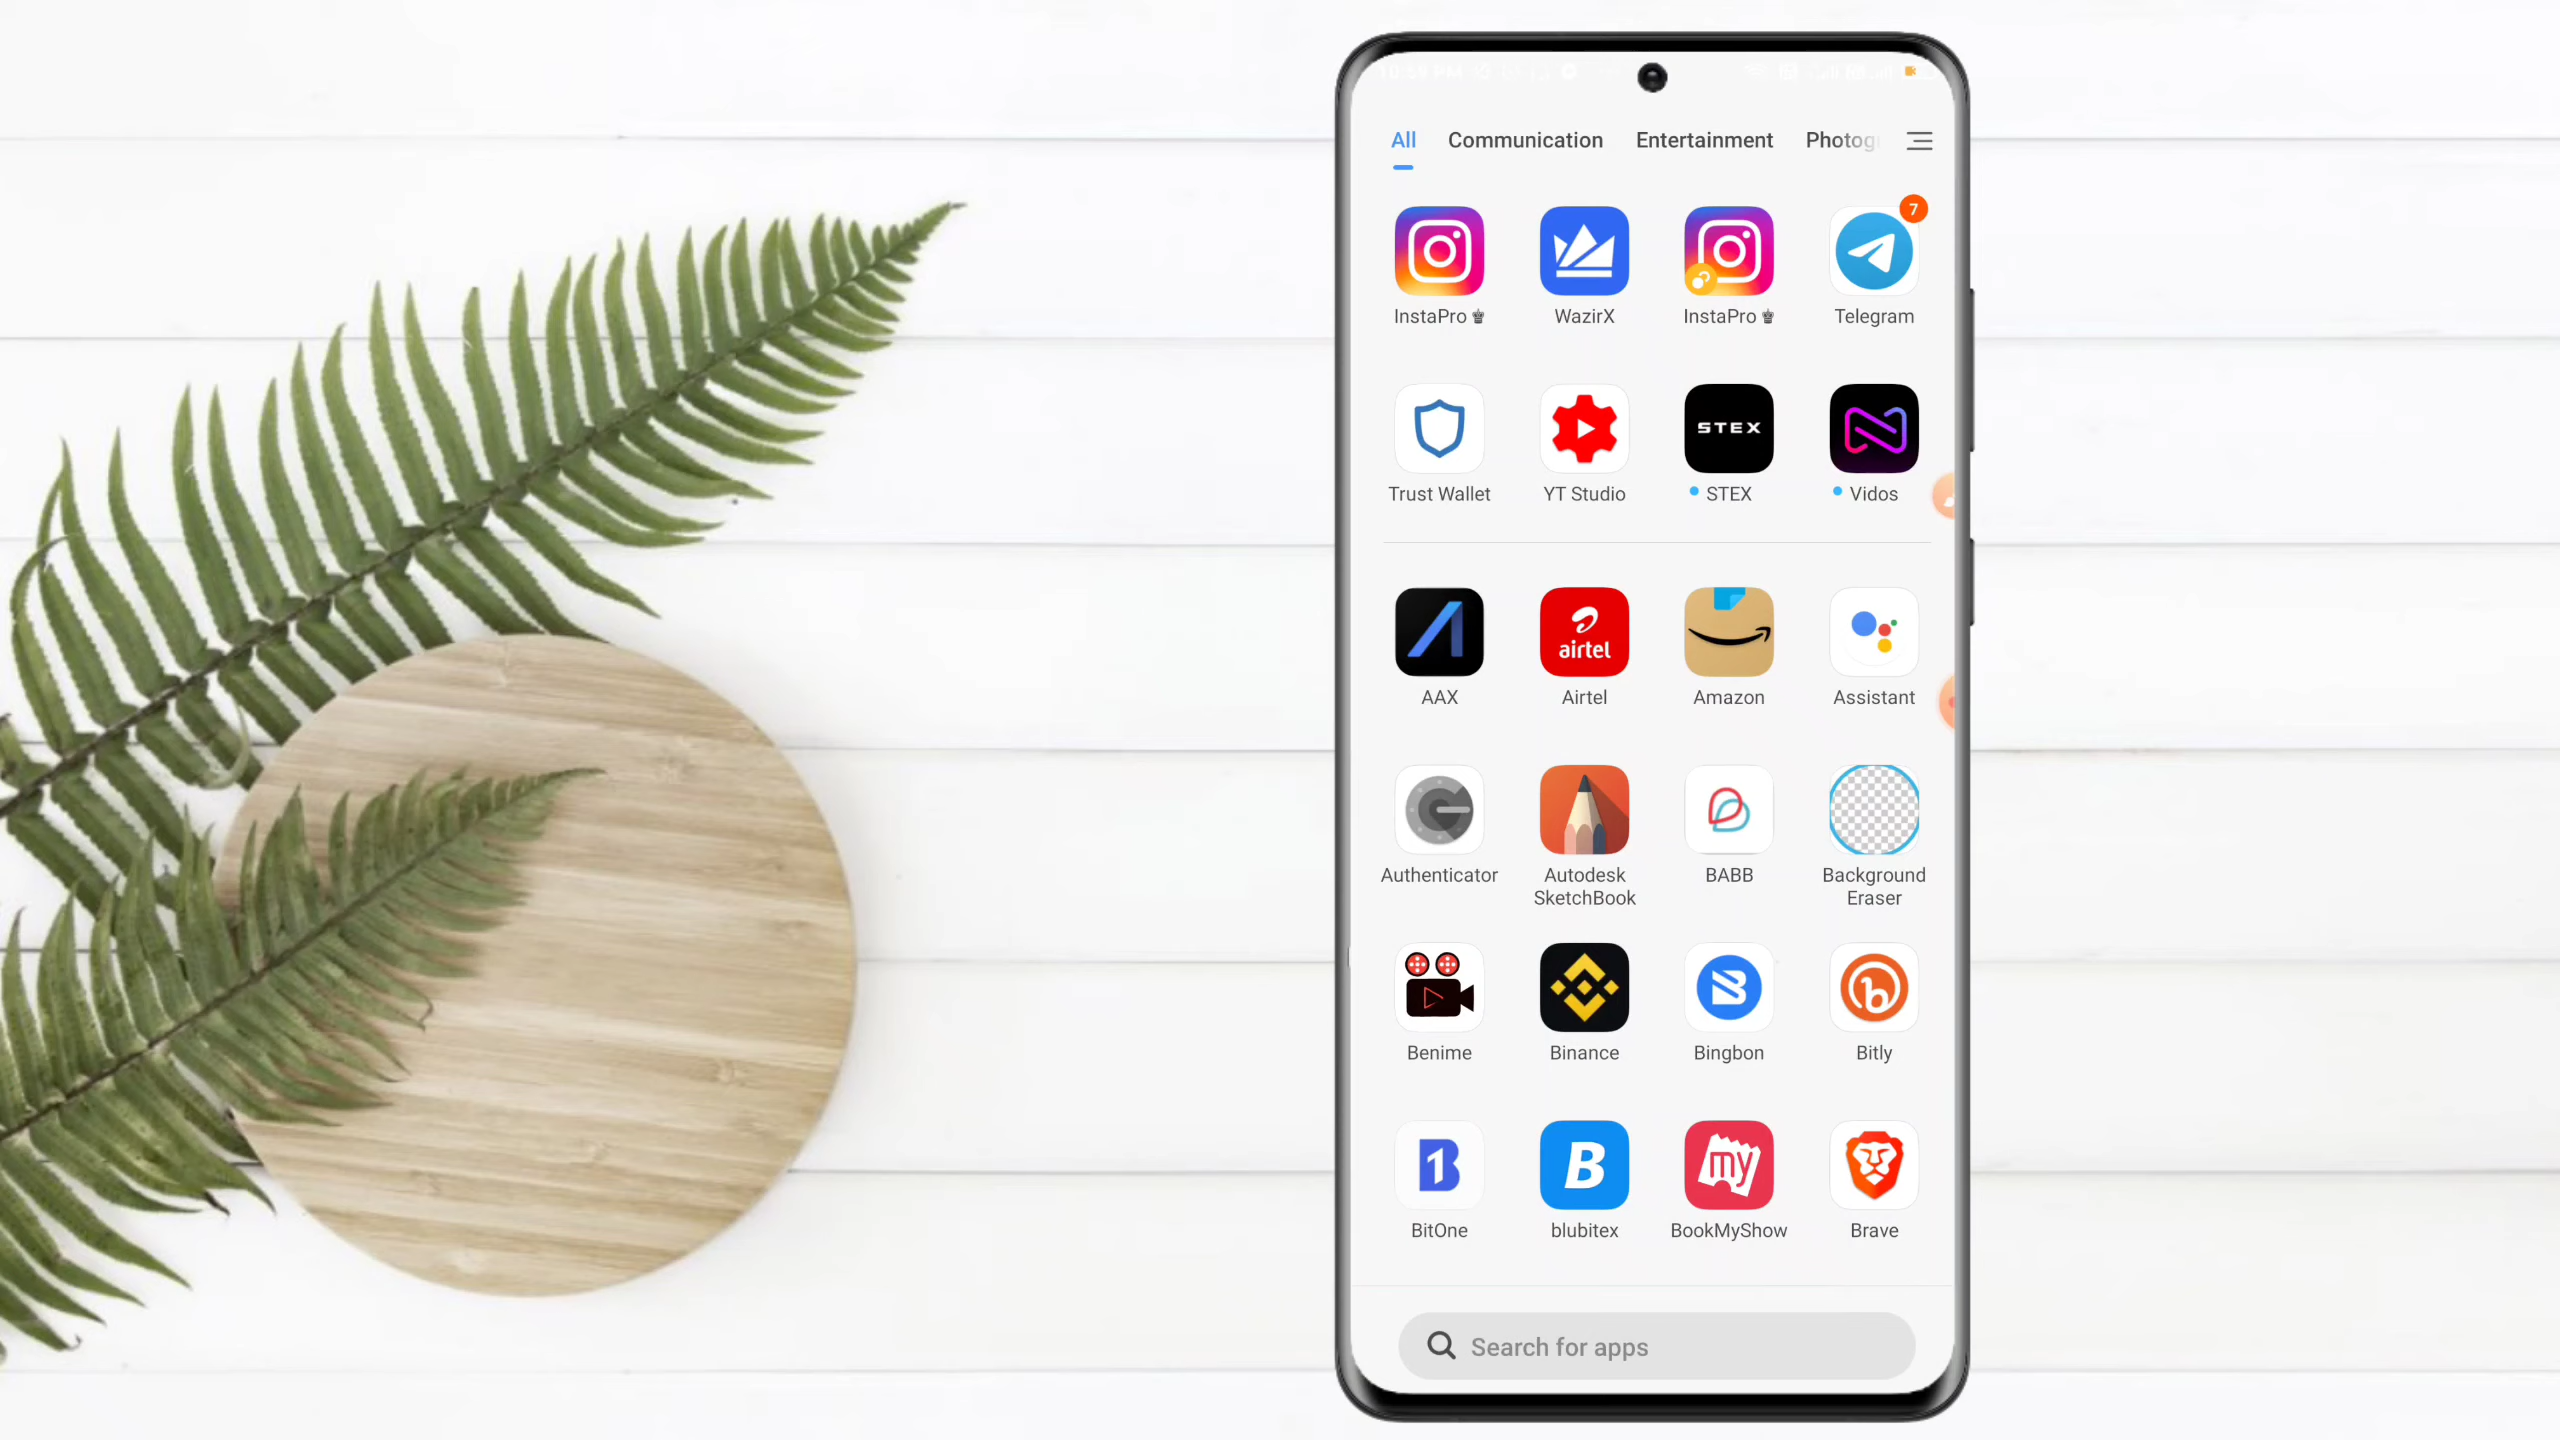 All Communication Entertainment Photog
7
InstaPro ♚ WazirX InstaPro ♚ Telegram
STEX
Trust Wallet YT Studio STEX Vidos
airtel
AAX Airtel Amazon Assistant
Authenticator Autodesk SketchBook BABB Background Eraser
Benime Binance Bingbon Bitly
my
BitOne blubitex BookMyShow Brave
Search for apps